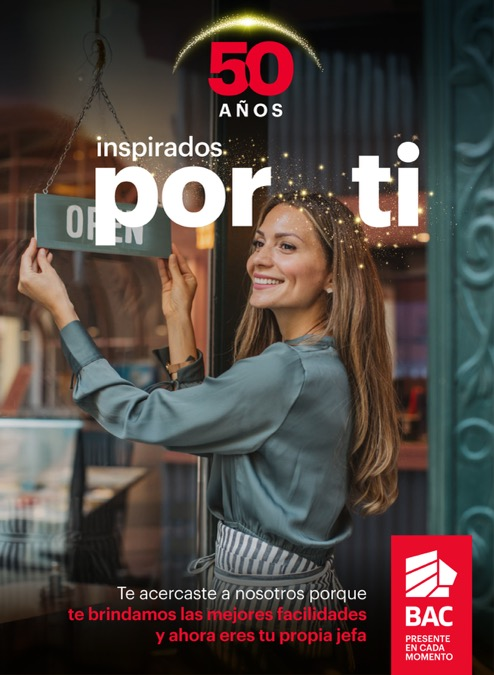 50
AÑOS
inspirados
por ti
OPEN
Te acercaste a nosotros porque
te brindamos las mejores facilidades
y ahora eres tu propia jefa
BAC
PRESENTE
EN CADA
MOMENTO